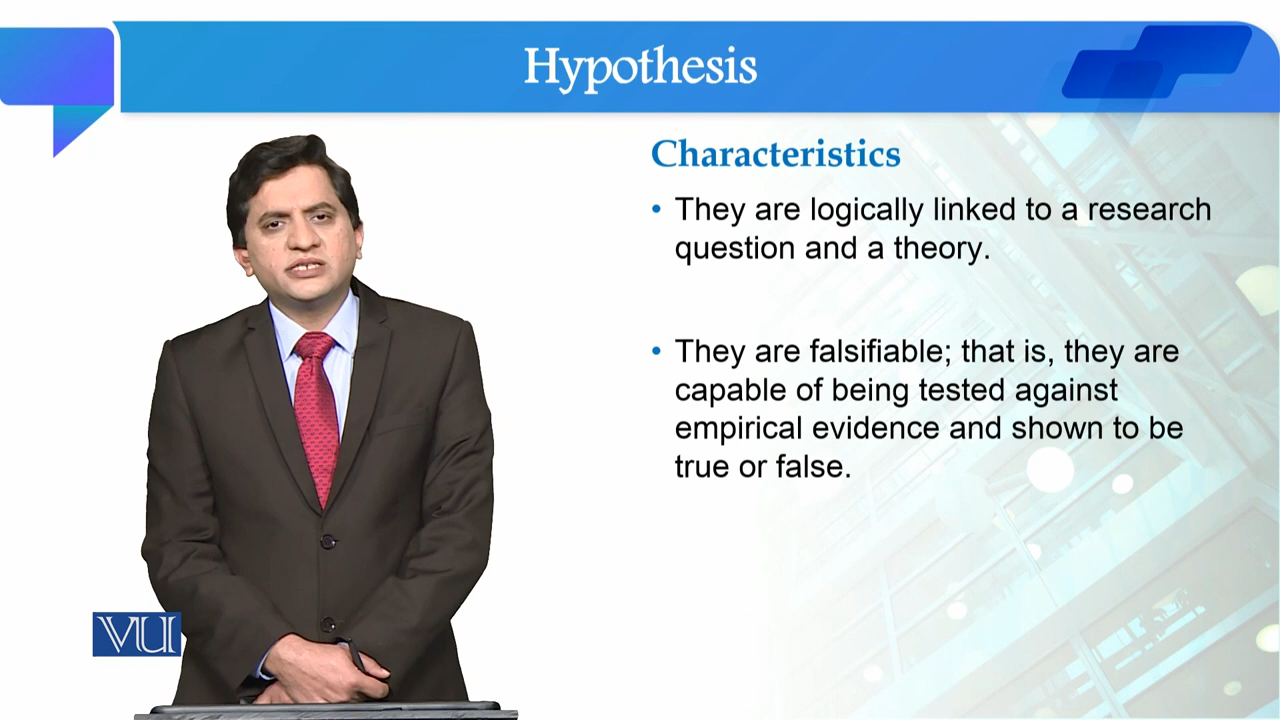 Hypothesis
Characteristics
• They are logically linked to a research
question and a theory.
• They are falsifiable; that is, they are
capable of being tested against
empirical evidence and shown to be
true or false.
VU